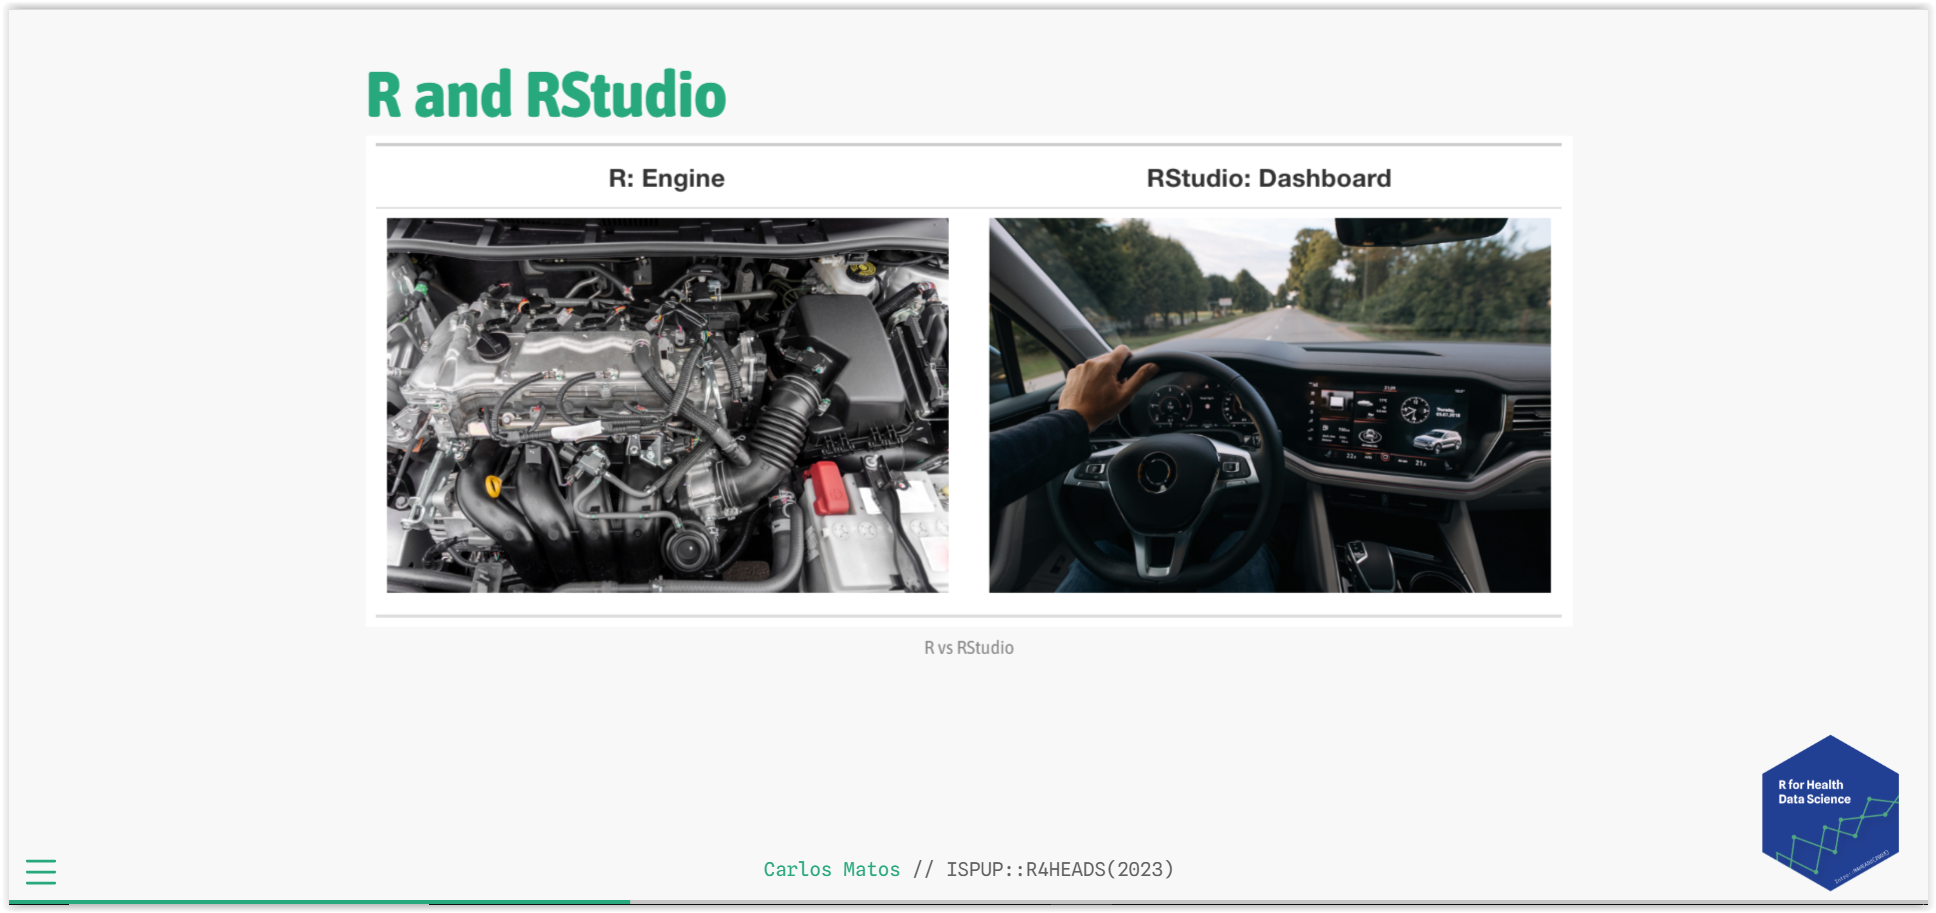 R and RStudio
R: Engine
RStudio: Dashboard
R vs RStudio
R for Health
Data Science
Carlos Matos // ISPUP::R4HEADS(2023)